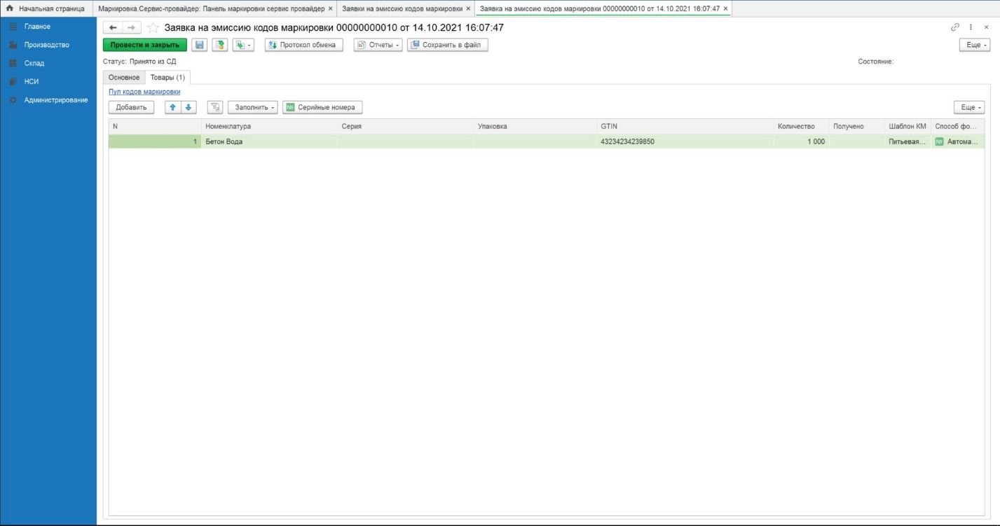 Начальная страница
Маркировка.Сервис-провайдер: Панель маркировки сервис провайдер ×
Заявки на эмиссию кодов маркировки ×
Заявка на эмиссию кодов маркировки 00000000010 от 14.10.2021 16:07:47 ×
Главное
Производство
Склад
НСИ
Администрирование
Заявка на эмиссию кодов маркировки 00000000010 от 14.10.2021 16:07:47
Провести и закрыть
Протокол обмена
Отчеты
Сохранить в файл
Еще
Статус: Принято из СД
Состояние:
Основное
Товары (1)
Пул кодов маркировки
Добавить
Заполнить
№ Серийные номера
Еще
N Номенклатура Серия Упаковка GTIN Количество Получено Шаблон КМ Способ фо...
1 Бетон Вода 43234234239850 1 000 Питьевая... № Автома...